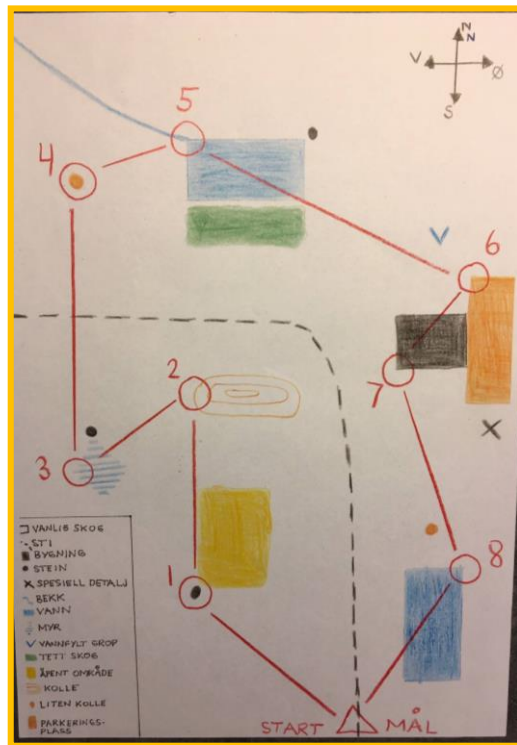 N
N
V
Ø
S
5
4
6
2
7
3
8
1
VANLIG SKOG
STI
BYGNING
STEIN
SPESIELL DETALJ
BEKK
VANN
MYR
VANNFYLT GROP
TETT SKOG
ÅPENT OMRÅDE
KOLLE
LITEN KOLLE
PARKERINGS-
PLASS
START MÅL